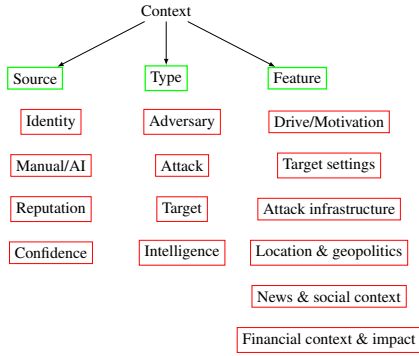 Context
Source
Type
Feature
Identity
Adversary
Drive/Motivation
Manual/AI
Attack
Target settings
Reputation
Target
Attack infrastructure
Confidence
Intelligence
Location & geopolitics
News & social context
Financial context & impact